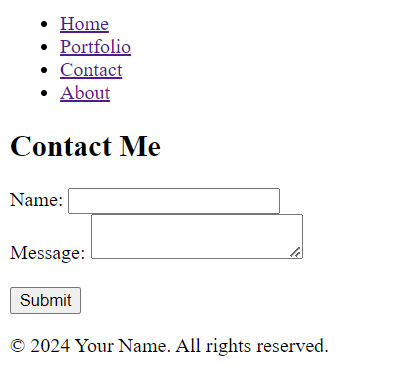 Home
Portfolio
Contact
About
Contact Me
Name:
Message:
Submit
© 2024 Your Name. All rights reserved.